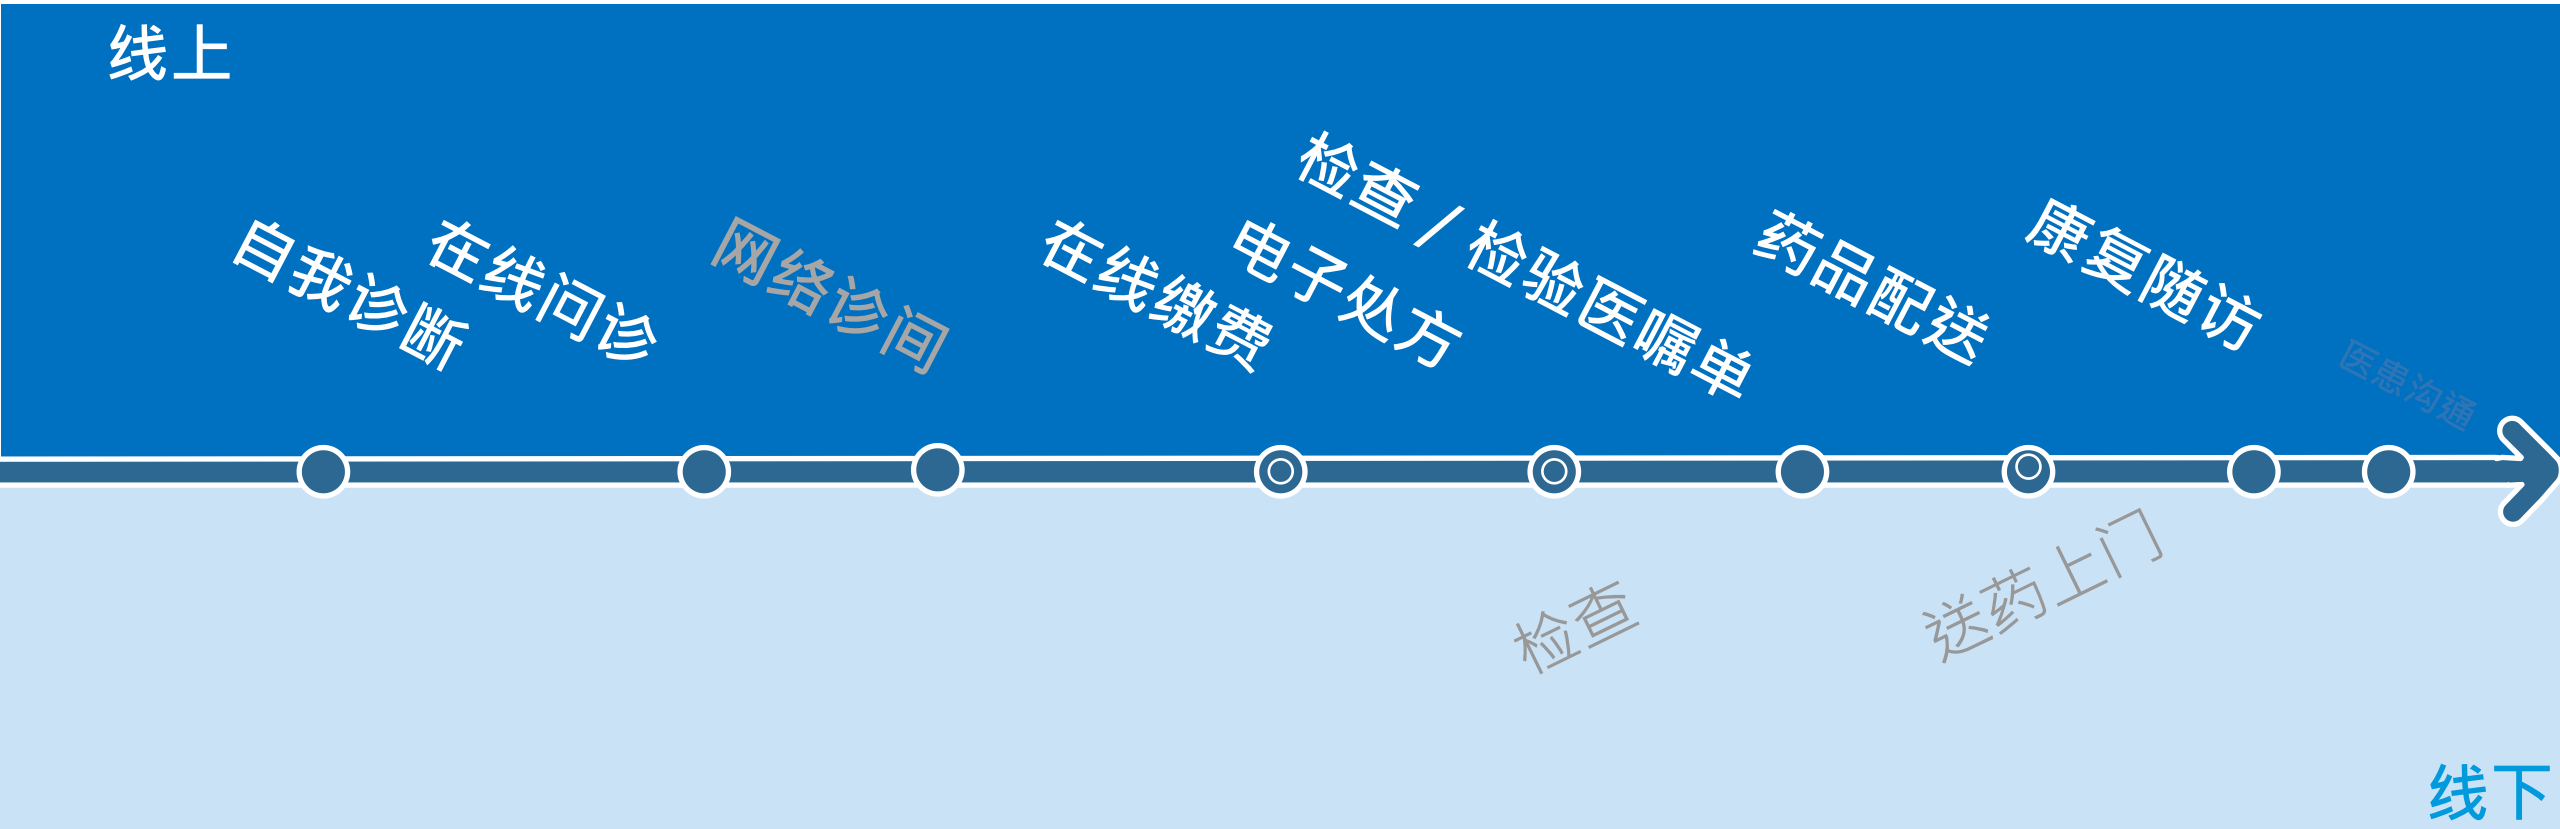 线上
自我诊断
在线问诊
网络诊间
在线缴费
电子处方
检查/检验医嘱单
药品配送
康复随访
医患沟通
检查
送药上门
线下